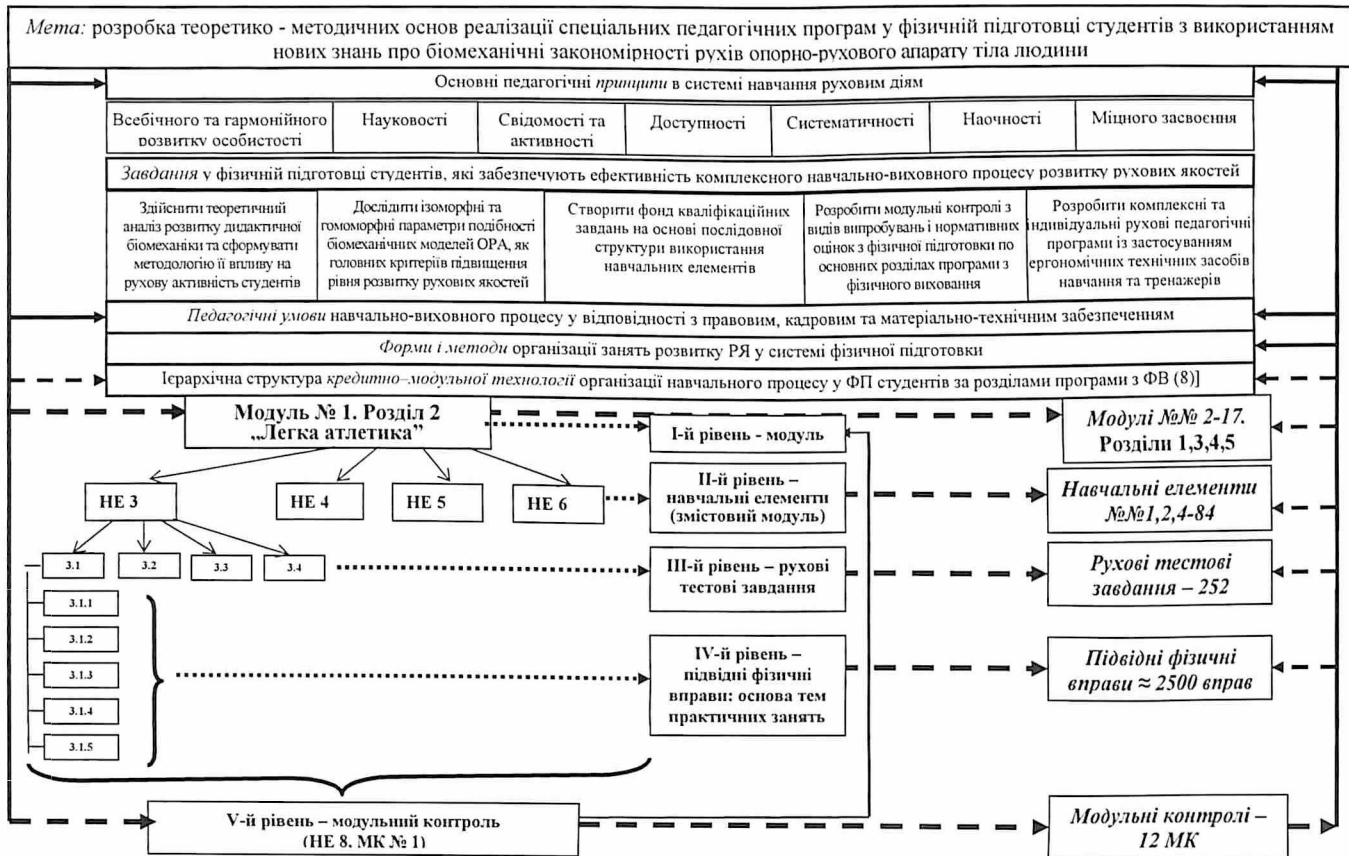 Мета: розробка теоретико - методичних основ реалізації спеціальних педагогічних програм у фізичній підготовці студентів з використанням
нових знань про біомеханічні закономірності рухів опорно-рухового апарату тіла людини
Основні педагогічні принципи в системі навчання руховим діям
Всебічного та гармонійного
розвитку особистості
Науковості
Свідомості та
активності
Доступності
Систематичності
Наочності
Міцного засвоєння
Завдання у фізичній підготовці студентів, які забезпечують ефективність комплексного навчально-виховного процесу розвитку рухових якостей
Здійснити теоретичний
аналіз розвитку дидактичної
біомеханіки та сформувати
методологію її впливу на
рухову активність студентів
Дослідити ізоморфні та
гомоморфні параметри подібності
біомеханічних моделей ОРА, як
головних критеріїв підвищення
рівня розвитку рухових якостей
Створити фонд кваліфікаційних
завдань на основі послідовної
структури використання
навчальних елементів
Розробити модульні контролі з
видів випробувань і нормативних
оцінок з фізичної підготовки по
основних розділах програми з
фізичного виховання
Розробити комплексні та
індивідуальні рухові педагогічні
програми із застосуванням
ергономічних технічних засобів
навчання та тренажерів
Педагогічні умови навчально-виховного процесу у відповідності з правовим, кадровим та матеріально-технічним забезпеченням
Форми і методи організації занять розвитку РЯ у системі фізичної підготовки
Ієрархічна структура кредитно–модульної технології організації навчального процесу у ФП студентів за розділами програми з ФВ (8)]
Модуль № 1. Розділ 2
„Легка атлетика”
І-й рівень - модуль
Модулі №№ 2-17.
Розділи 1,3,4,5
НЕ 3
НЕ 4
НЕ 5
НЕ 6
ІІ-й рівень –
навчальні елементи
(змістовий модуль)
Навчальні елементи
№№1,2,4-84
3.1
3.2
3.3
3.4
ІІІ-й рівень – рухові
тестові завдання
Рухові тестові
завдання – 252
3.1.1
3.1.2
3.1.3
3.1.4
3.1.5
IV-й рівень –
підвідні фізичні
вправи: основа тем
практичних занять
Підвідні фізичні
вправи ≈ 2500 вправ
V-й рівень – модульний контроль
(НЕ 8. МК № 1)
Модульні контролі –
12 МК